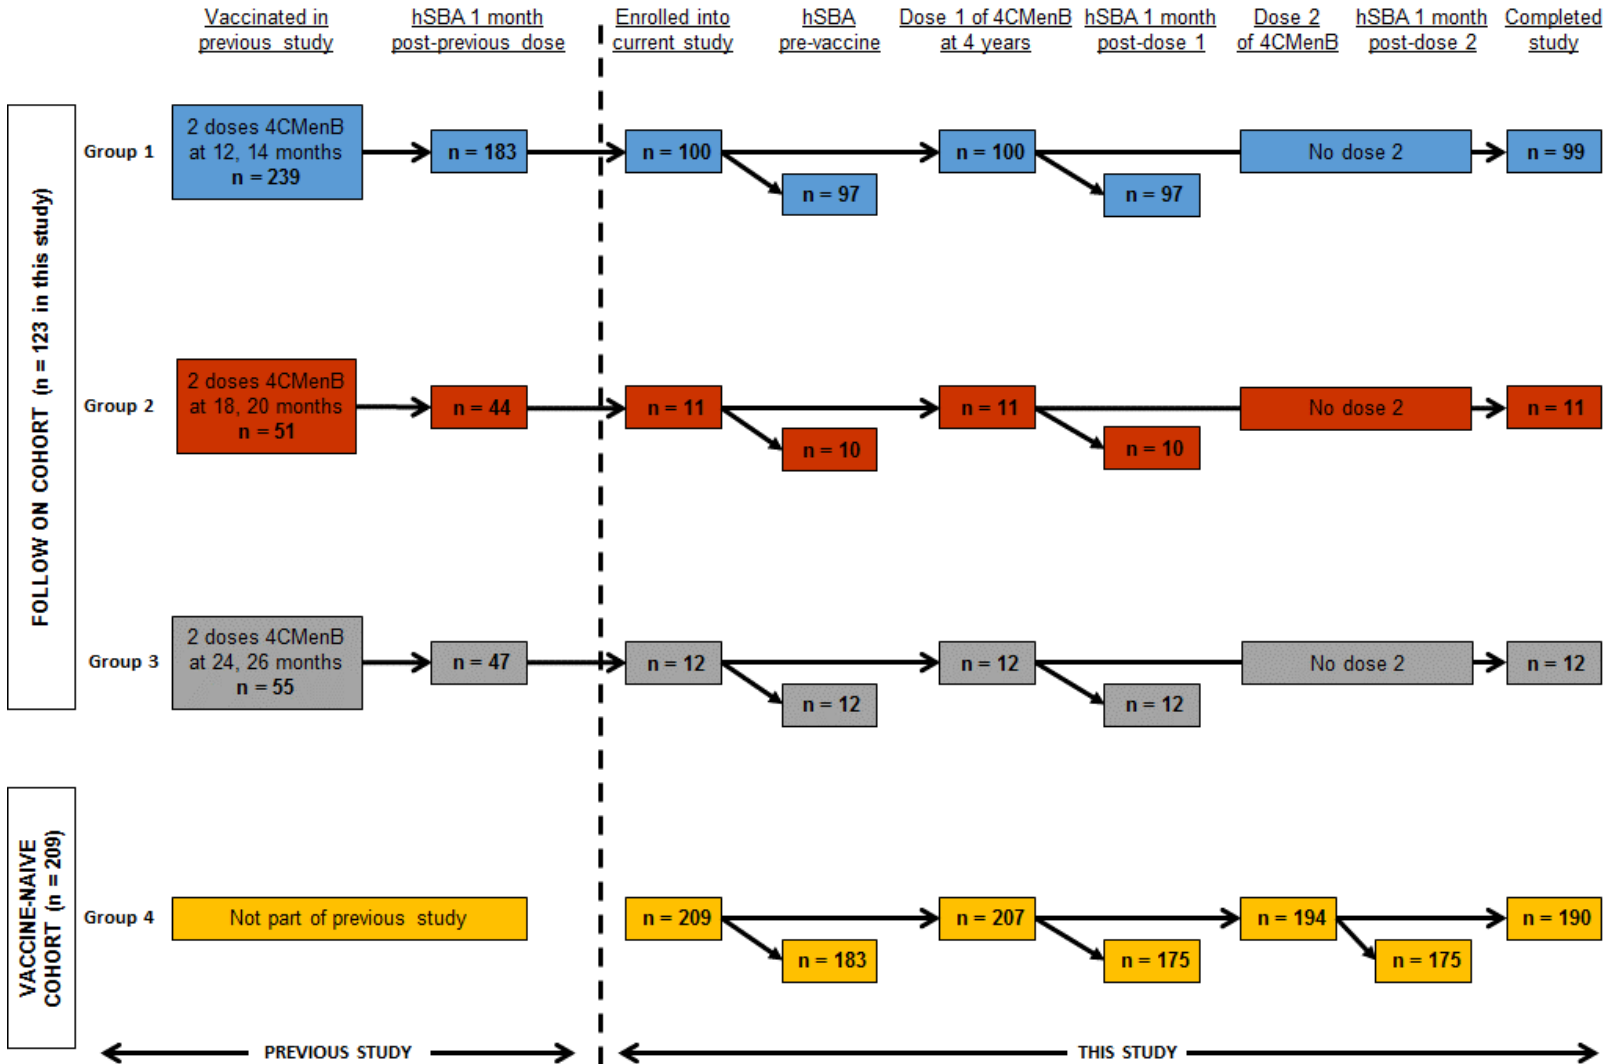 Vaccinated in
previous study
hSBA 1 month
post-previous dose
Enrolled into
current study
hSBA
pre-vaccine
Dose 1 of 4CMenB
at 4 years
hSBA 1 month
post-dose 1
Dose 2
of 4CMenB
hSBA 1 month
post-dose 2
Completed
study
FOLLOW ON COHORT (n = 123 in this study)
Group 1
2 doses 4CMenB
at 12, 14 months
n = 239
n = 183
n = 100
n = 97
n = 100
n = 97
No dose 2
n = 99
Group 2
2 doses 4CMenB
at 18, 20 months
n = 51
n = 44
n = 11
n = 10
n = 11
n = 10
No dose 2
n = 11
Group 3
2 doses 4CMenB
at 24, 26 months
n = 55
n = 47
n = 12
n = 12
n = 12
n = 12
No dose 2
n = 12
VACCINE-NAIVE
COHORT (n = 209)
Group 4
Not part of previous study
n = 209
n = 183
n = 207
n = 175
n = 194
n = 175
n = 190
PREVIOUS STUDY
THIS STUDY